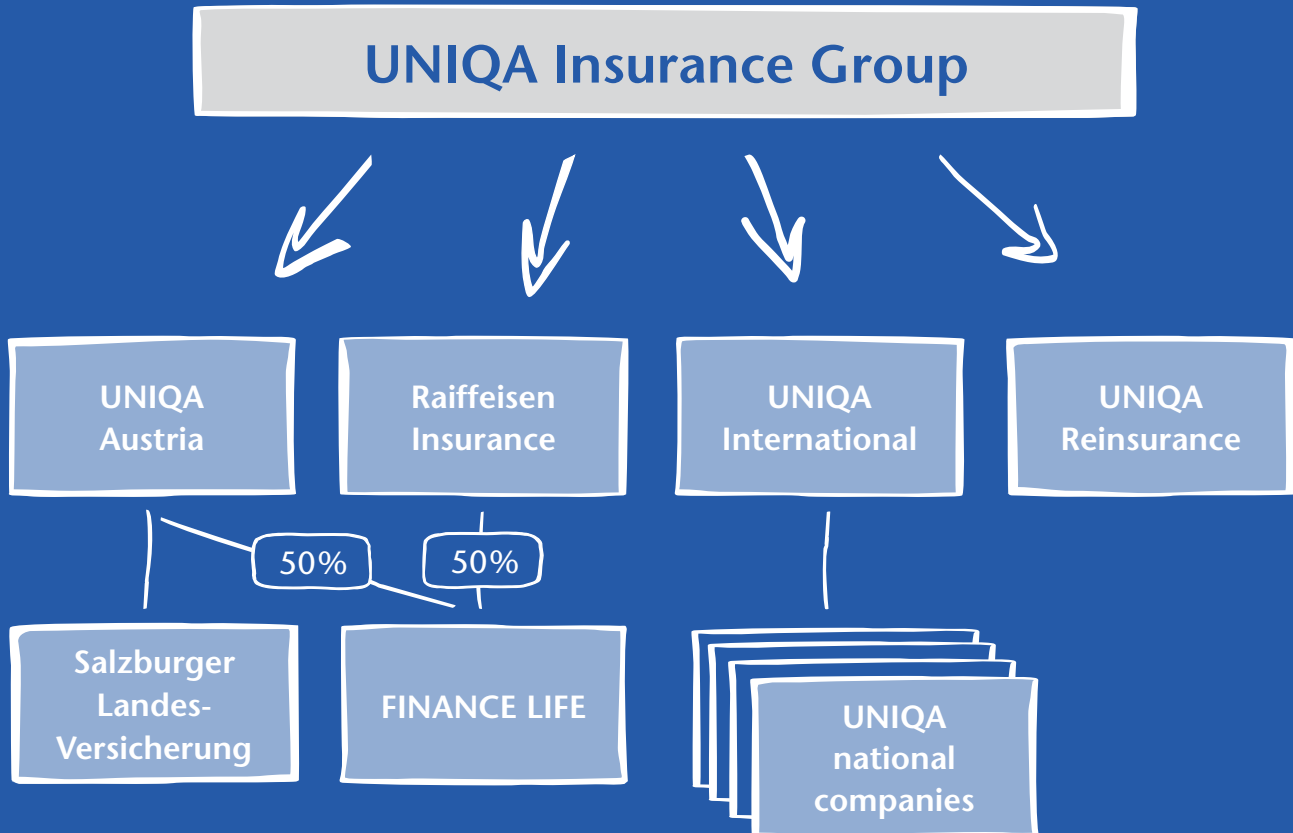 UNIQA Insurance Group
UNIQA
Austria
Raiffeisen
Insurance
UNIQA
International
UNIQA
Reinsurance
50%
50%
Salzburger
Landes-
Versicherung
FINANCE LIFE
UNIQA
national
companies